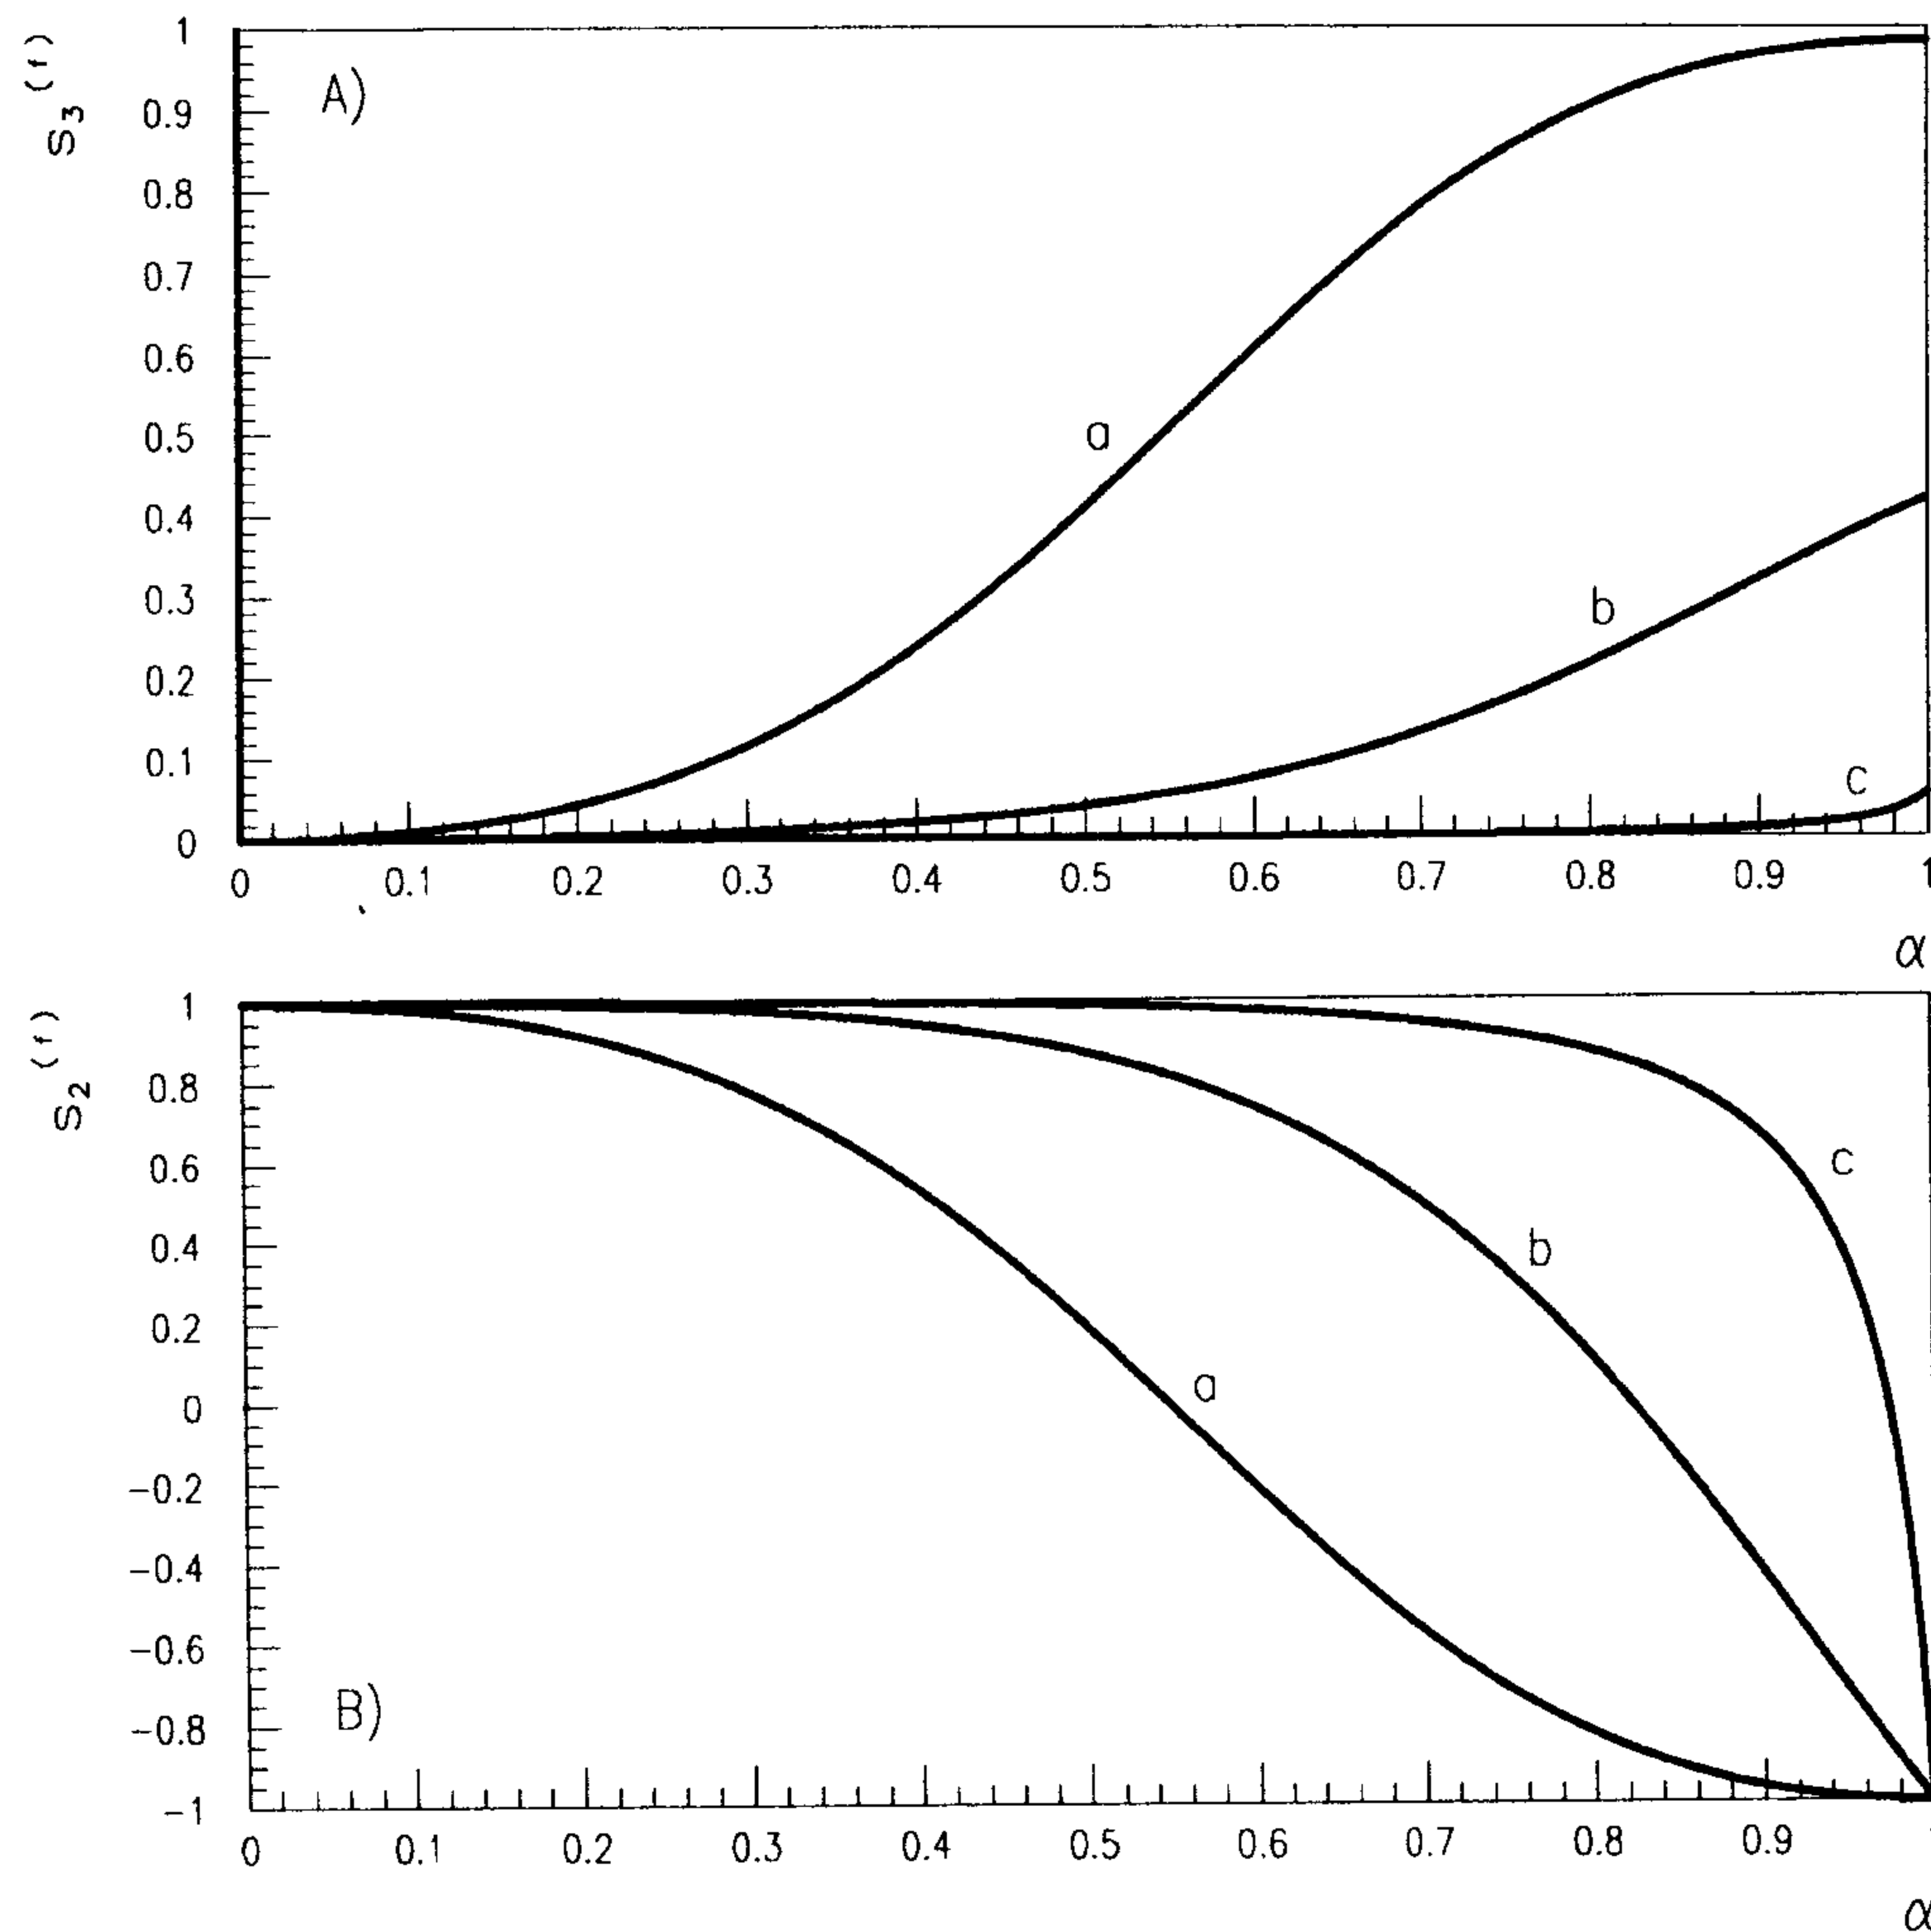 S₃⁽ᶠ⁾
A)
1
0.9
0.8
0.7
0.6
0.5
0.4
0.3
0.2
0.1
0
a
b
c
0 0.1 0.2 0.3 0.4 0.5 0.6 0.7 0.8 0.9 1
α
S₂⁽ᶠ⁾
B)
1
0.8
0.6
0.4
0.2
0
−0.2
−0.4
−0.6
−0.8
−1
a
b
c
0 0.1 0.2 0.3 0.4 0.5 0.6 0.7 0.8 0.9
α